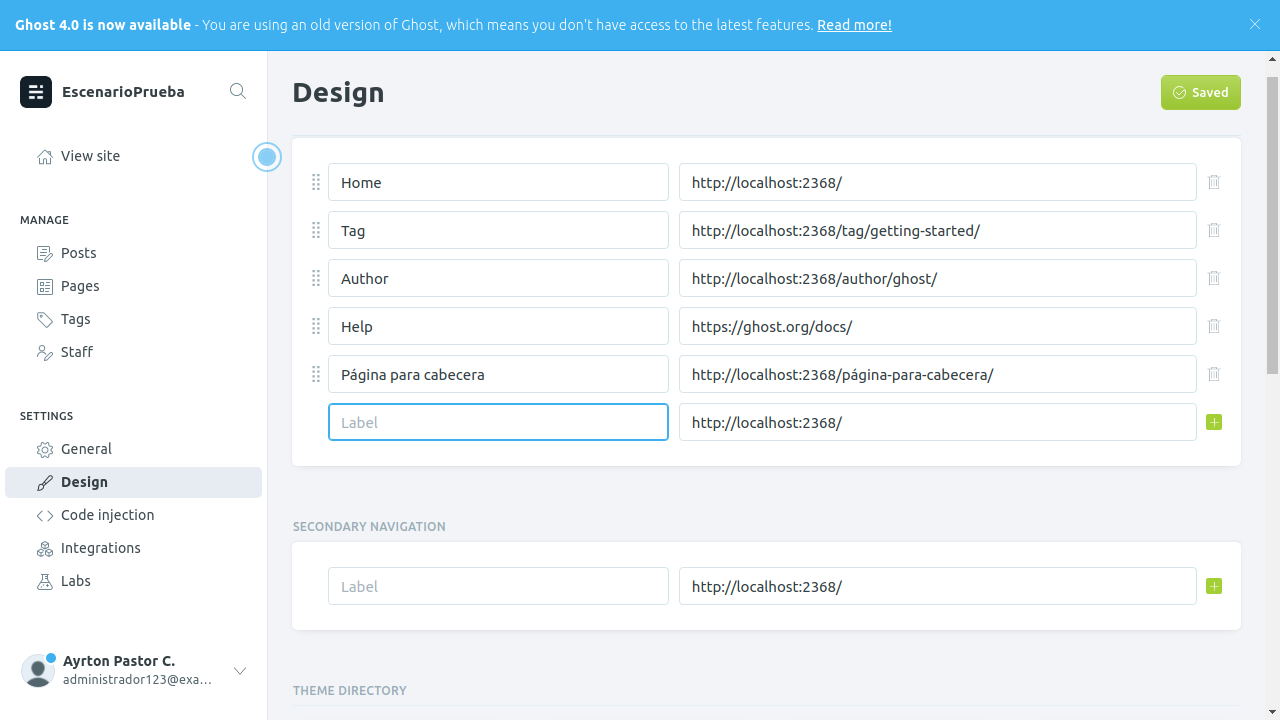 Ghost 4.0 is now available - You are using an old version of Ghost, which means you don't have access to the latest features. Read more!
EscenarioPrueba
View site
MANAGE
Posts
Pages
Tags
Staff
SETTINGS
General
Design
Code injection
Integrations
Labs
Ayrton Pastor C.
administrador123@exa...
Design
Saved
Home http://localhost:2368/
Tag http://localhost:2368/tag/getting-started/
Author http://localhost:2368/author/ghost/
Help https://ghost.org/docs/
Página para cabecera http://localhost:2368/página-para-cabecera/
Label http://localhost:2368/
SECONDARY NAVIGATION
Label http://localhost:2368/
THEME DIRECTORY